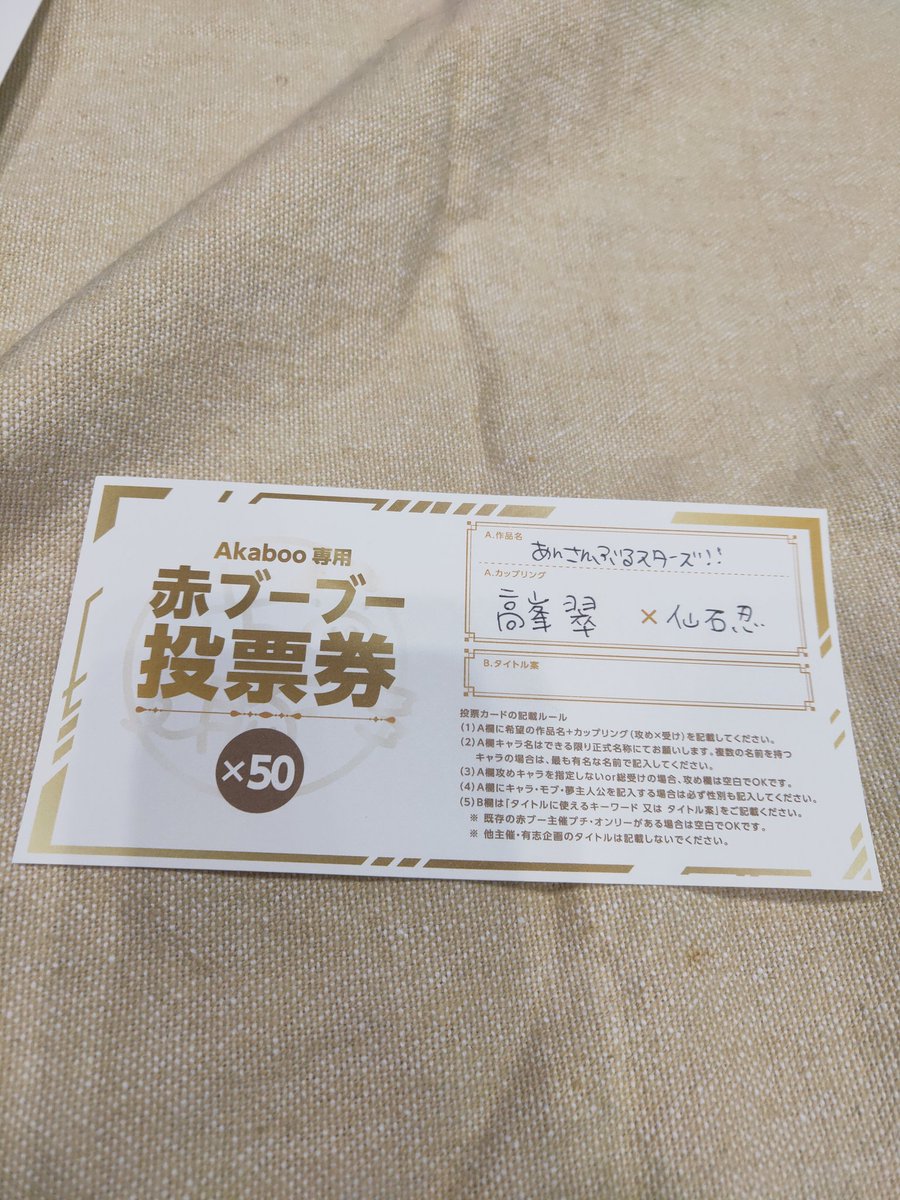 Akaboo 専用
赤ブーブー
投票券
×50
A.作品名
あんさんぶるスターズ!!
A.カップリング
高峯 翠 × 仙石忍
B.タイトル案
投票カードの記載ルール
(1)A欄に希望の作品名+カップリング(攻め×受け)を記載してください。
(2)A欄キャラ名はできる限り正式名称にてお願いします。複数の名前を持つ
キャラの場合は、最も有名な名前で記入してください。
(3)A欄攻めキャラを指定しないor総受けの場合、攻め欄は空白でOKです。
(4)A欄にキャラ・モブ・夢主人公を記入する場合は必ず性別も記入してください。
(5)B欄は「タイトルに使えるキーワード 又は タイトル案」をご記載ください。
※ 既存の赤ブー主催プチ・オンリーがある場合は空白でOKです。
※ 他主催・有志企画のタイトルは記載しないでください。